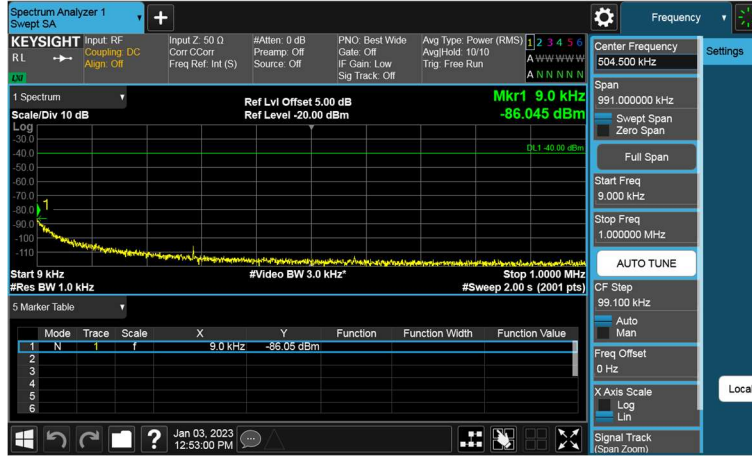 Spectrum Analyzer 1
Swept SA
Frequency
KEYSIGHT
RL
LXI
Input: RF
Coupling: DC
Align: Off
Input Z: 50 Ω
Corr CCorr
Freq Ref: Int (S)
#Atten: 0 dB
Preamp: Off
Source: Off
PNO: Best Wide
Gate: Off
IF Gain: Low
Sig Track: Off
Avg Type: Power (RMS)
Avg|Hold: 10/10
Trig: Free Run
1 2 3 4 5 6
A W W W W W
A N N N N N
1 Spectrum
Scale/Div 10 dB
Ref Lvl Offset 5.00 dB
Ref Level -20.00 dBm
Mkr1 9.0 kHz
-86.045 dBm
Log
-30.0
DL1 -40.00 dBm
-40.0
-50.0
-60.0
-70.0
1
-80.0
-90.0
-100
-110
Start 9 kHz
#Video BW 3.0 kHz*
Stop 1.0000 MHz
#Res BW 1.0 kHz
#Sweep 2.00 s (2001 pts)
5 Marker Table
Mode Trace Scale X Y Function Function Width Function Value
1 N 1 f 9.0 kHz -86.05 dBm
2
3
4
5
6
Jan 03, 2023
12:53:00 PM
Center Frequency
504.500 kHz
Settings
Span
991.000000 kHz
Swept Span
Zero Span
Full Span
Start Freq
9.000 kHz
Stop Freq
1.000000 MHz
AUTO TUNE
CF Step
99.100 kHz
Auto
Man
Freq Offset
0 Hz
X Axis Scale
Log
Lin
Local
Signal Track
(Span Zoom)